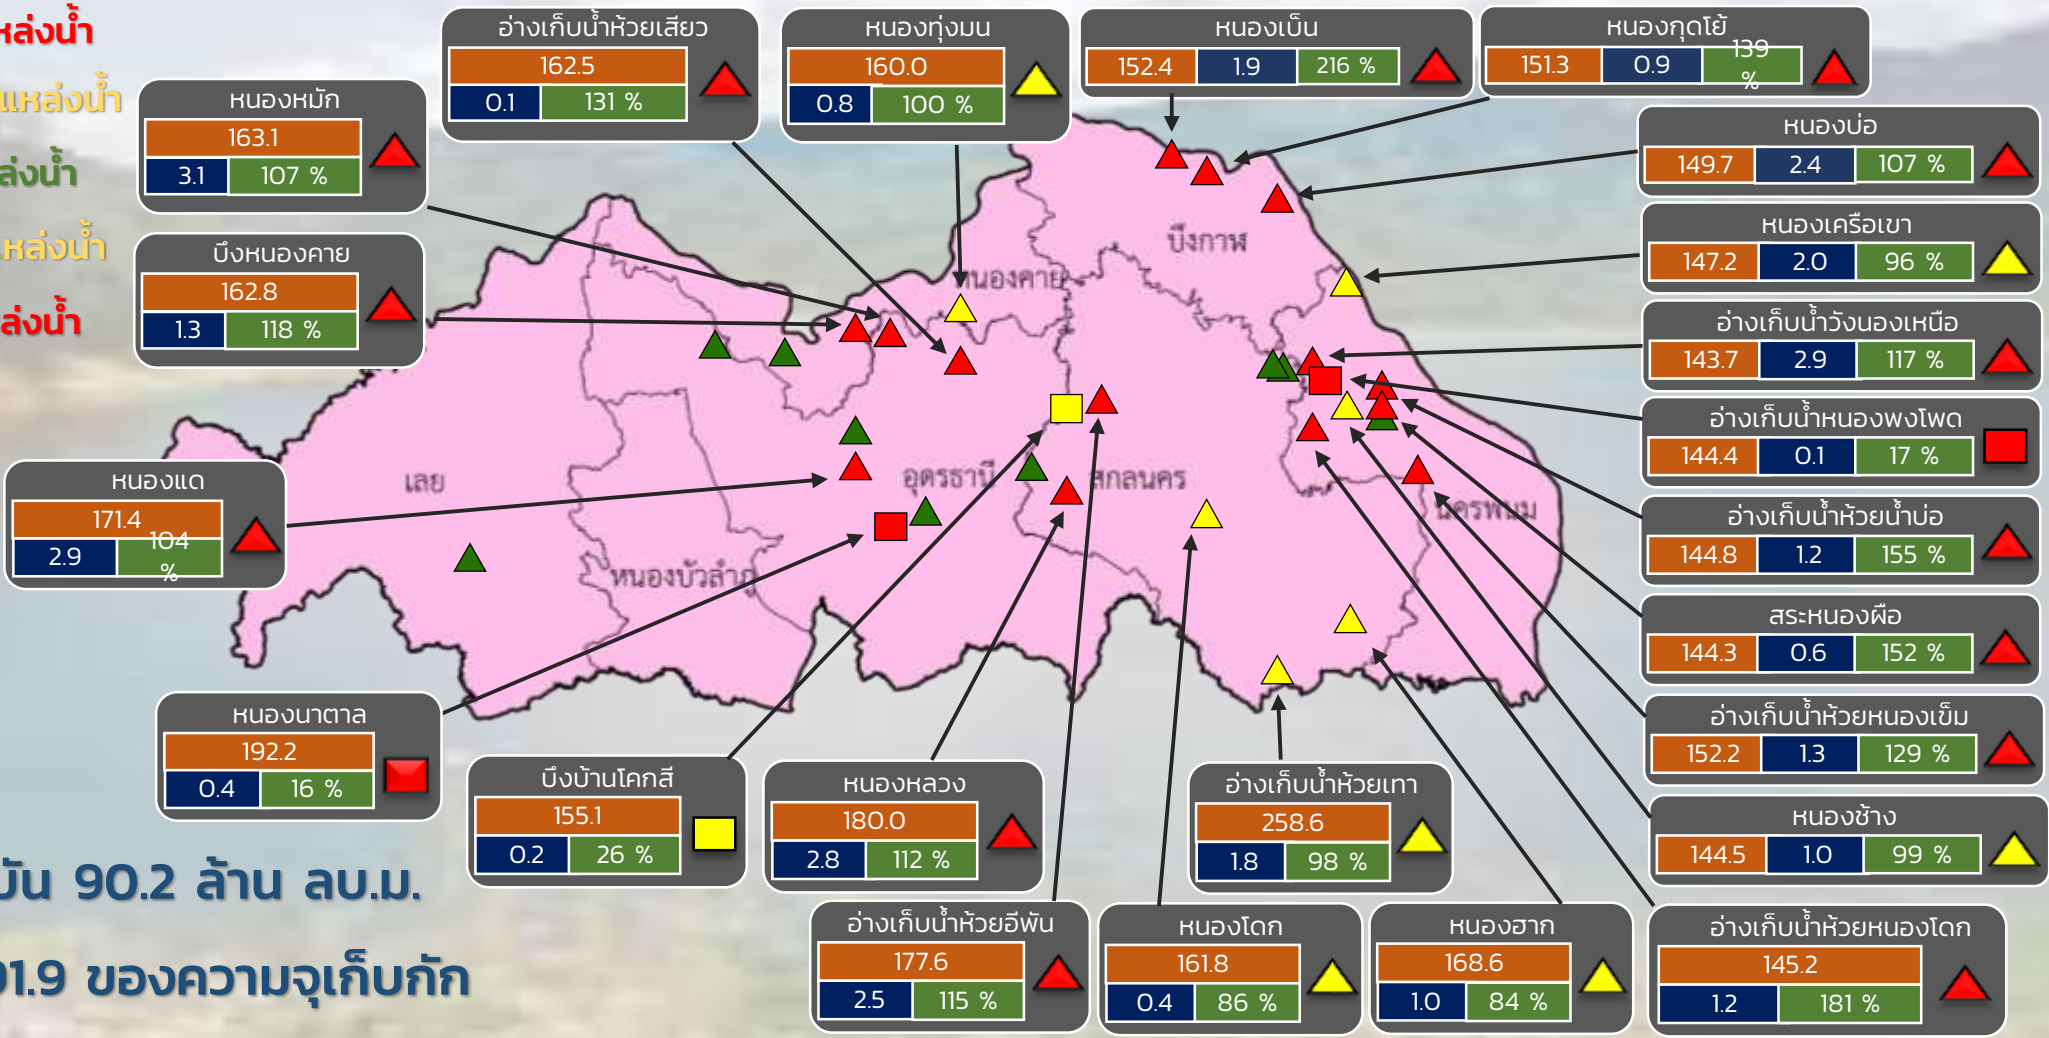 หล่งน้ำ
แหล่งน้ำ
ล่งน้ำ
หล่งน้ำ
ล่งน้ำ
อ่างเก็บน้ำห้วยเสียว
162.5
0.1 131 %
หนองทุ่งมน
160.0
0.8 100 %
หนองเบ็น
152.4 1.9 216 %
หนองกุดโย้
151.3 0.9 139 %
หนองหมัก
163.1
3.1 107 %
หนองบ่อ
149.7 2.4 107 %
บึงหนองคาย
162.8
1.3 118 %
หนองเครือเขา
147.2 2.0 96 %
อ่างเก็บน้ำวังนองเหนือ
143.7 2.9 117 %
อ่างเก็บน้ำหนองพงโพด
144.4 0.1 17 %
หนองแด
171.4
2.9 104 %
อ่างเก็บน้ำห้วยน้ำบ่อ
144.8 1.2 155 %
สระหนองผือ
144.3 0.6 152 %
อ่างเก็บน้ำห้วยหนองเข็ม
152.2 1.3 129 %
หนองช้าง
144.5 1.0 99 %
บึงกาฬ
หนองคาย
เลย
อุดรธานี
สกลนคร
นครพนม
หนองบัวลำภู
หนองนาตาล
192.2
0.4 16 %
บึงบ้านโคกสี
155.1
0.2 26 %
หนองหลวง
180.0
2.8 112 %
อ่างเก็บน้ำห้วยเทา
258.6
1.8 98 %
อ่างเก็บน้ำห้วยอีพัน
177.6
2.5 115 %
หนองโดก
161.8
0.4 86 %
หนองฮาก
168.6
1.0 84 %
อ่างเก็บน้ำห้วยหนองโดก
145.2
1.2 181 %
บัน 90.2 ล้าน ลบ.ม.
91.9 ของความจุเก็บกัก